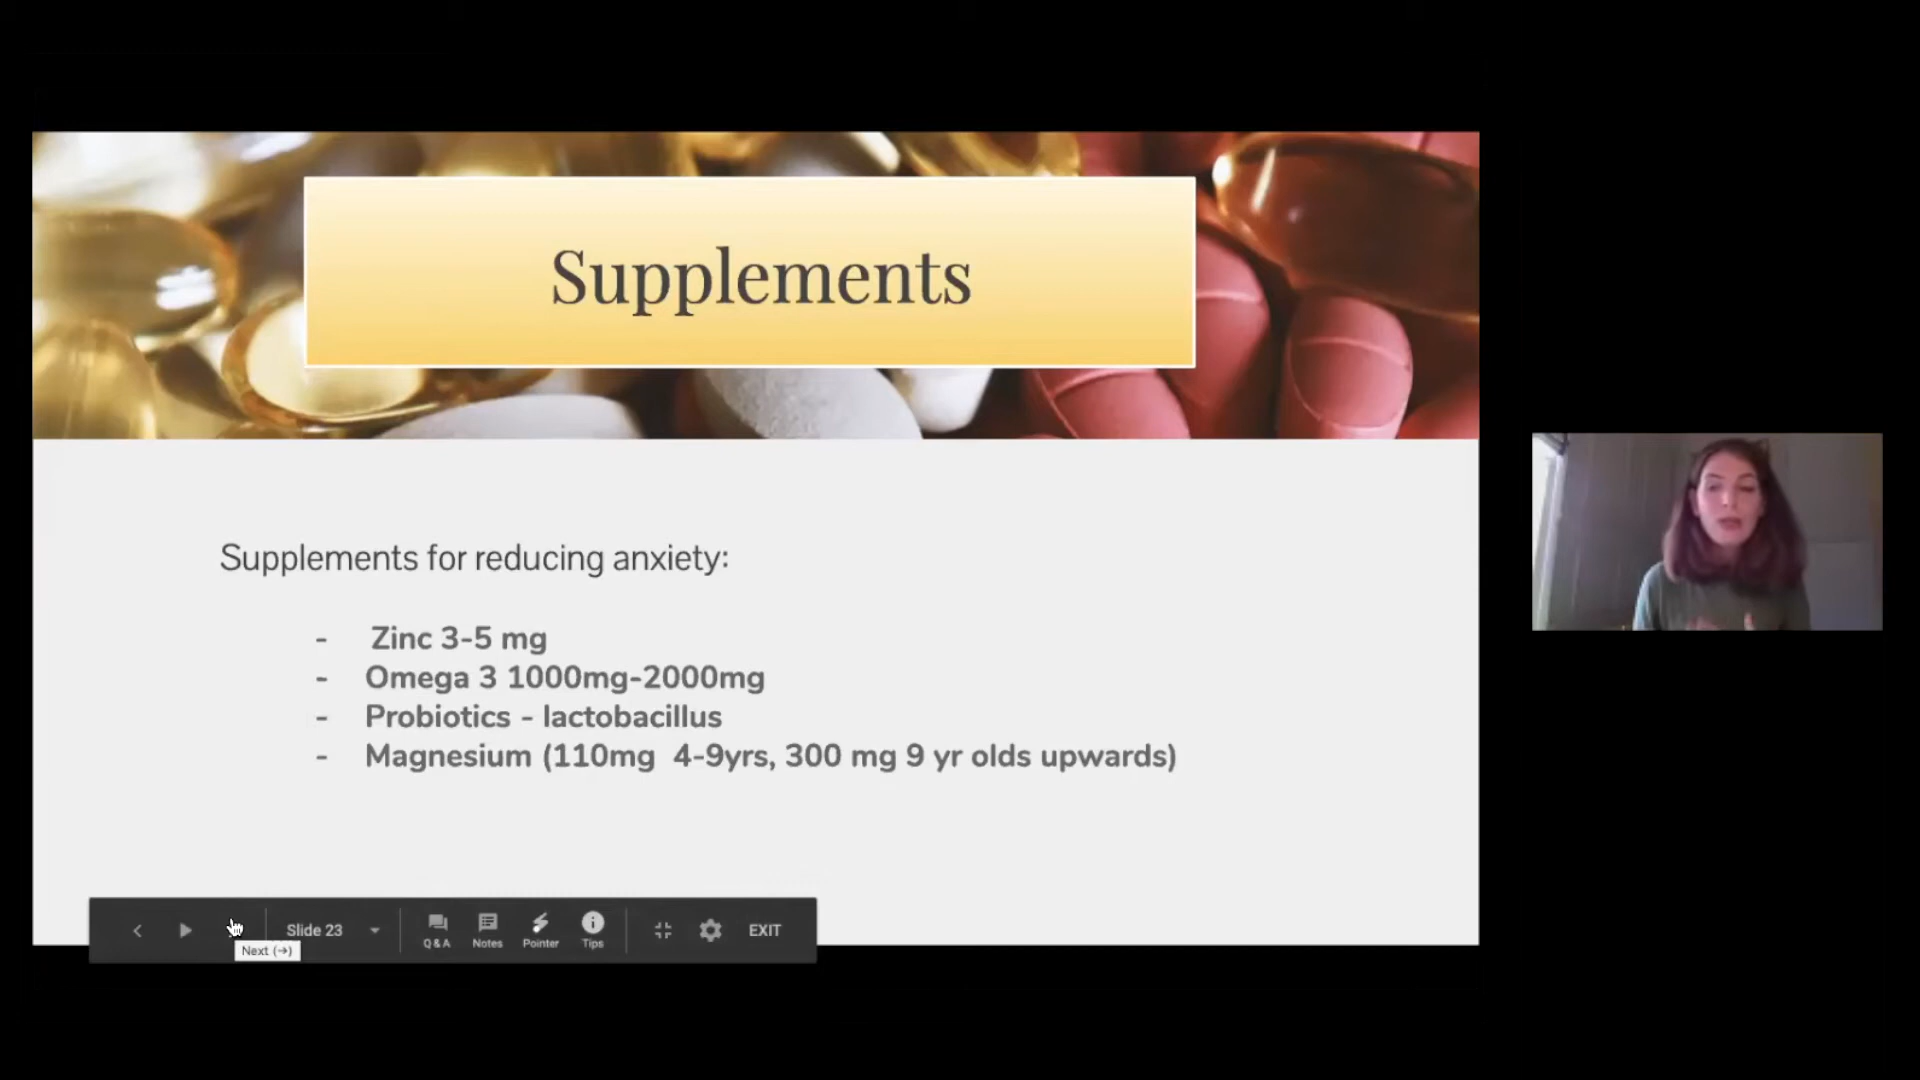 Supplements
Supplements for reducing anxiety:
- Zinc 3-5 mg
- Omega 3 1000mg-2000mg
- Probiotics - lactobacillus
- Magnesium (110mg 4-9yrs, 300 mg 9 yr olds upwards)
Slide 23
Q & A
Notes
Pointer
Tips
EXIT
Next (→)